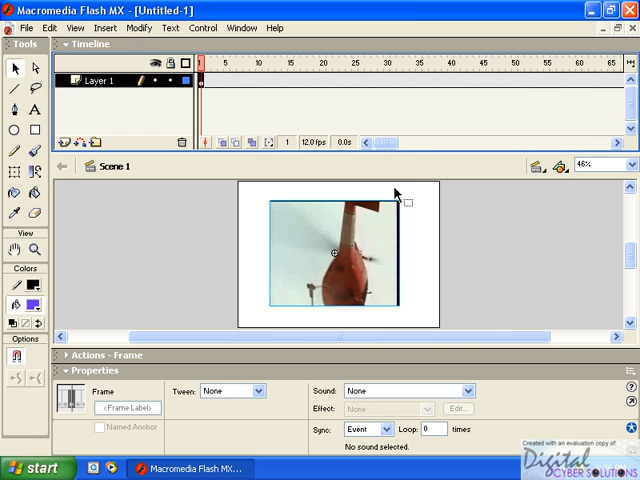 Macromedia Flash MX - [Untitled-1]
File Edit View Insert Modify Text Control Window Help
Tools
Timeline
1 5 10 15 20 25 30 35 40 45 50 55 60 65
Layer 1
1 12.0 fps 0.0s
Scene 1
46%
View
Colors
Options
Actions - Frame
Properties
Frame
Tween: None
Sound: None
<Frame Label>
Effect: None
Edit...
Named Anchor
Sync: Event
Loop: 0 times
No sound selected.
Created with an evaluation copy of
Digital
CYBER SOLUTIONS
start
Macromedia Flash MX...